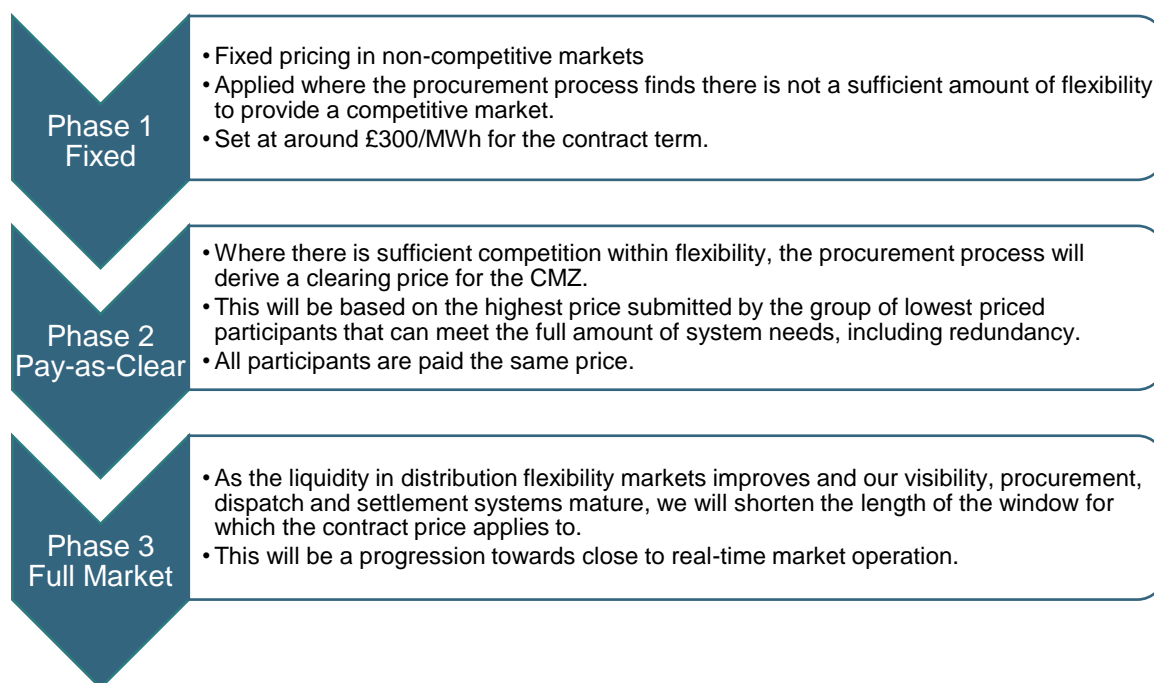 Phase 1
Fixed
• Fixed pricing in non-competitive markets
• Applied where the procurement process finds there is not a sufficient amount of flexibility
to provide a competitive market.
• Set at around £300/MWh for the contract term.
Phase 2
Pay-as-Clear
• Where there is sufficient competition within flexibility, the procurement process will
derive a clearing price for the CMZ.
• This will be based on the highest price submitted by the group of lowest priced
participants that can meet the full amount of system needs, including redundancy.
• All participants are paid the same price.
Phase 3
Full Market
• As the liquidity in distribution flexibility markets improves and our visibility, procurement,
dispatch and settlement systems mature, we will shorten the length of the window for
which the contract price applies to.
• This will be a progression towards close to real-time market operation.